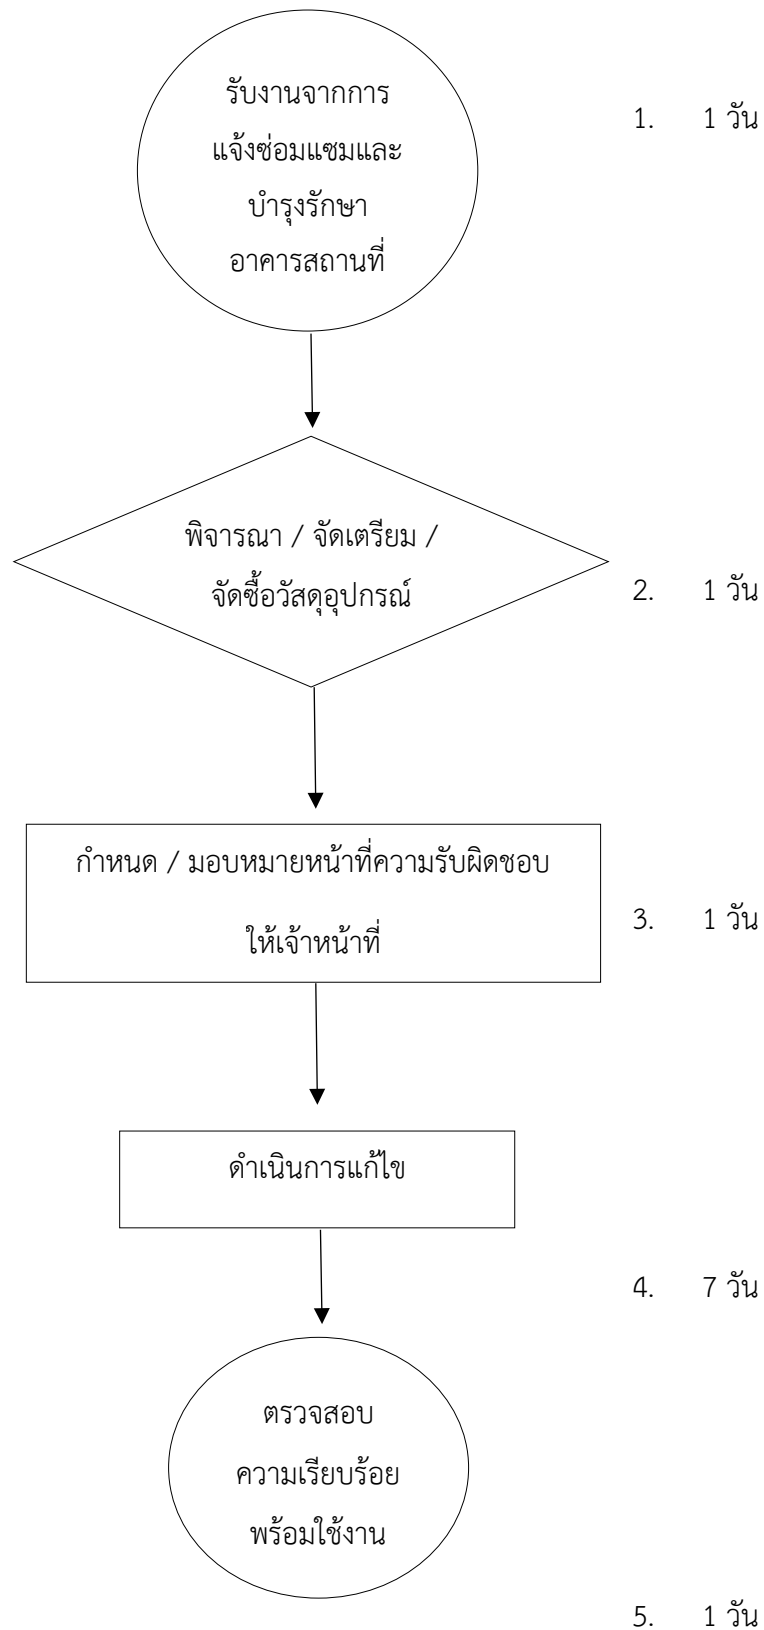 รับงานจากการ
แจ้งซ่อมแซมและ
บำรุงรักษา
อาคารสถานที่
1. 1 วัน
พิจารณา / จัดเตรียม /
จัดซื้อวัสดุอุปกรณ์
2. 1 วัน
กำหนด / มอบหมายหน้าที่ความรับผิดชอบ
ให้เจ้าหน้าที่
3. 1 วัน
ดำเนินการแก้ไข
4. 7 วัน
ตรวจสอบ
ความเรียบร้อย
พร้อมใช้งาน
5. 1 วัน